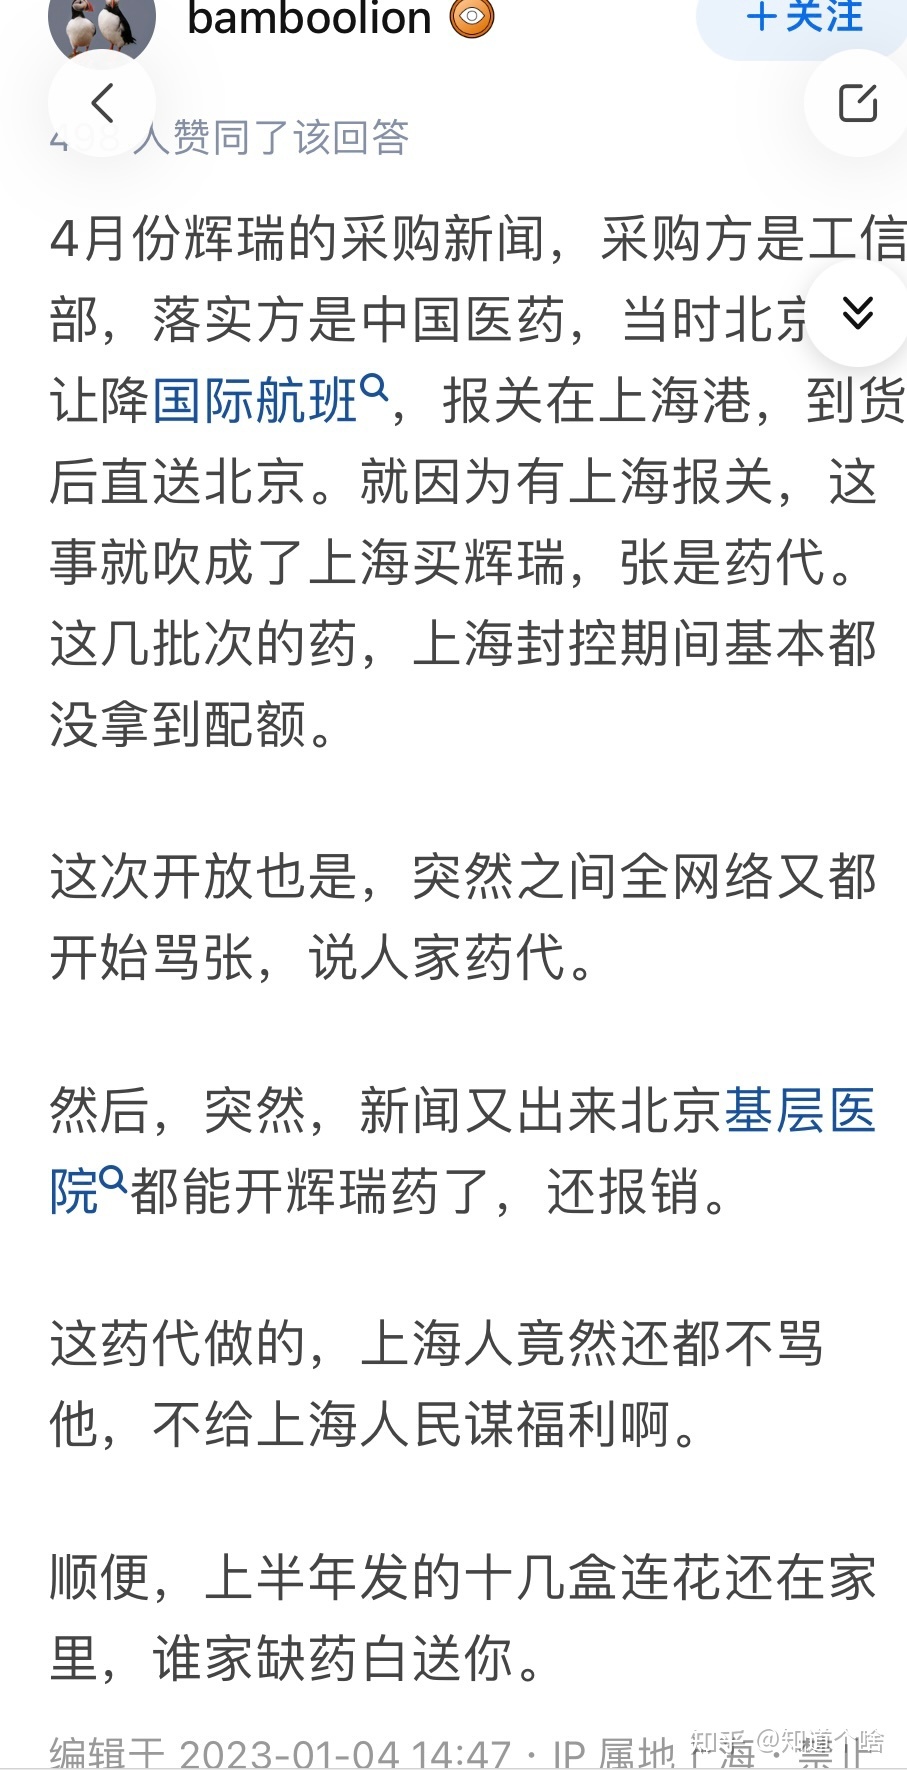 bamboolion
+关注
498 人赞同了该回答
4月份辉瑞的采购新闻，采购方是工信
部，落实方是中国医药，当时北京
让降国际航班，报关在上海港，到货
后直送北京。就因为有上海报关，这
事就吹成了上海买辉瑞，张是药代。
这几批次的药，上海封控期间基本都
没拿到配额。
这次开放也是，突然之间全网络又都
开始骂张，说人家药代。
然后，突然，新闻又出来北京基层医
院都能开辉瑞药了，还报销。
这药代做的，上海人竟然还都不骂
他，不给上海人民谋福利啊。
顺便，上半年发的十几盒连花还在家
里，谁家缺药白送你。
编辑于 2023-01-04 14:47 · IP 属地上海 · 禁止
知乎 @知道个啥